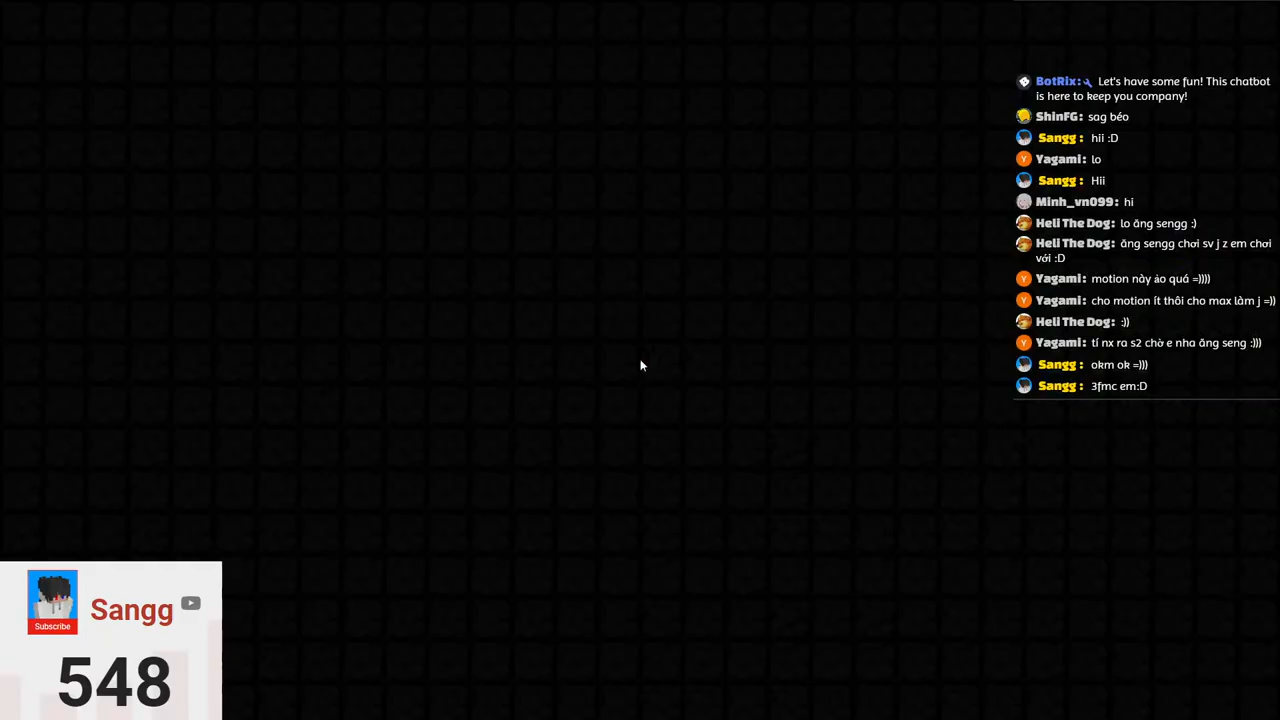 BotRix: Let's have some fun! This chatbot
is here to keep you company!
ShinFG: sag béo
Sangg: hii :D
Yagami: lo
Sangg: Hii
Minh_vn099: hi
Heli The Dog: lo ăng sengg :)
Heli The Dog: ăng sengg chơi sv j z em chơi
với :D
Yagami: motion này ảo quá =))))
Yagami: cho motion ít thôi cho max làm j =))
Heli The Dog: :))
Yagami: tí nx ra s2 chờ e nha ăng seng :)))
Sangg: okm ok =)))
Sangg: 3fmc em:D
Sangg
Subscribe
548